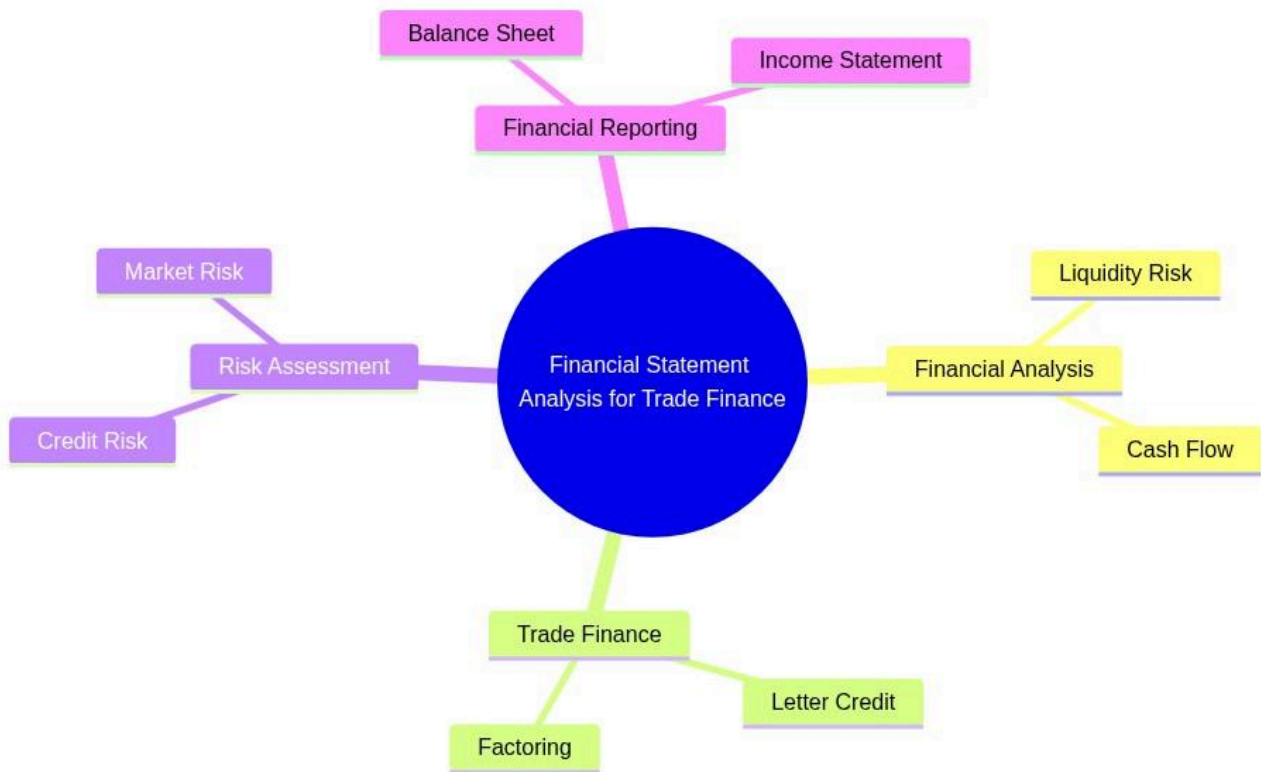 Balance Sheet
Income Statement
Financial Reporting
Market Risk
Liquidity Risk
Risk Assessment
Financial Statement
Analysis for Trade Finance
Financial Analysis
Credit Risk
Cash Flow
Trade Finance
Letter Credit
Factoring